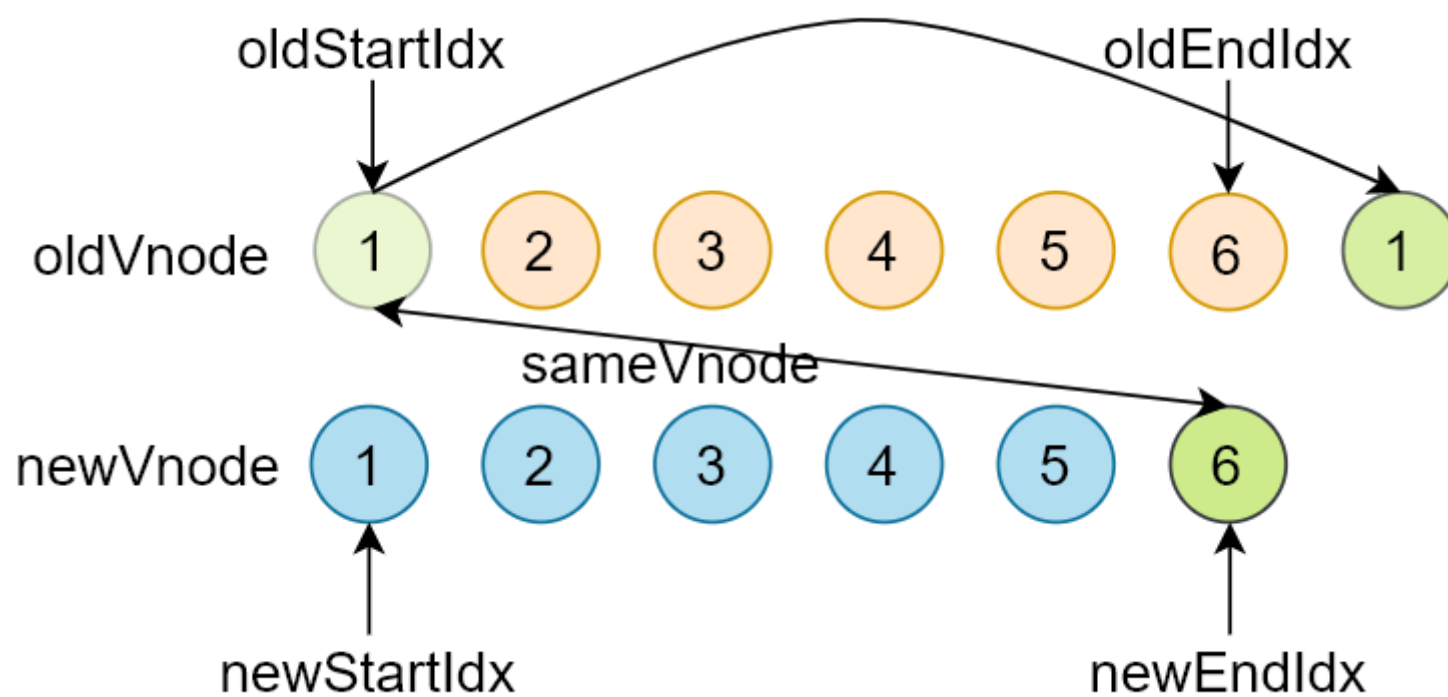 oldStartIdx oldEndIdx
oldVnode 1 2 3 4 5 6 1
sameVnode
newVnode 1 2 3 4 5 6
newStartIdx newEndIdx